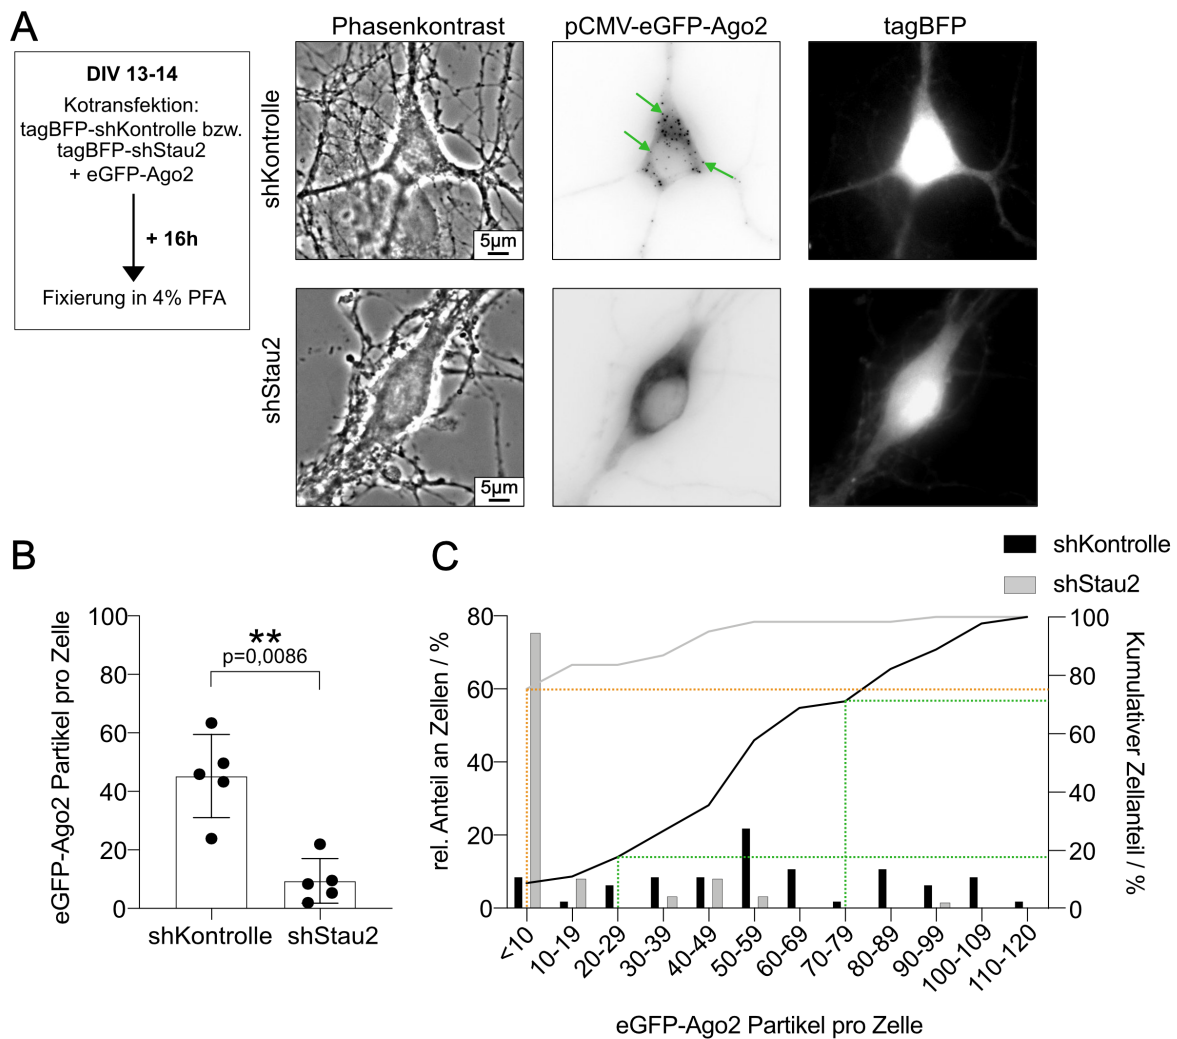 A
DIV 13-14
Kotransfektion:
tagBFP-shKontrolle bzw.
tagBFP-shStau2
+ eGFP-Ago2
+ 16h
Fixierung in 4% PFA
Phasenkontrast
pCMV-eGFP-Ago2
tagBFP
shKontrolle
5µm
shStau2
5µm
B
eGFP-Ago2 Partikel pro Zelle
100
80
60
40
20
0
**
p=0,0086
shKontrolle
shStau2
C
shKontrolle
shStau2
rel. Anteil an Zellen / %
80
60
40
20
0
100
80
60
40
20
0
Kumulativer Zellanteil / %
<10
10-19
20-29
30-39
40-49
50-59
60-69
70-79
80-89
90-99
100-109
110-120
eGFP-Ago2 Partikel pro Zelle